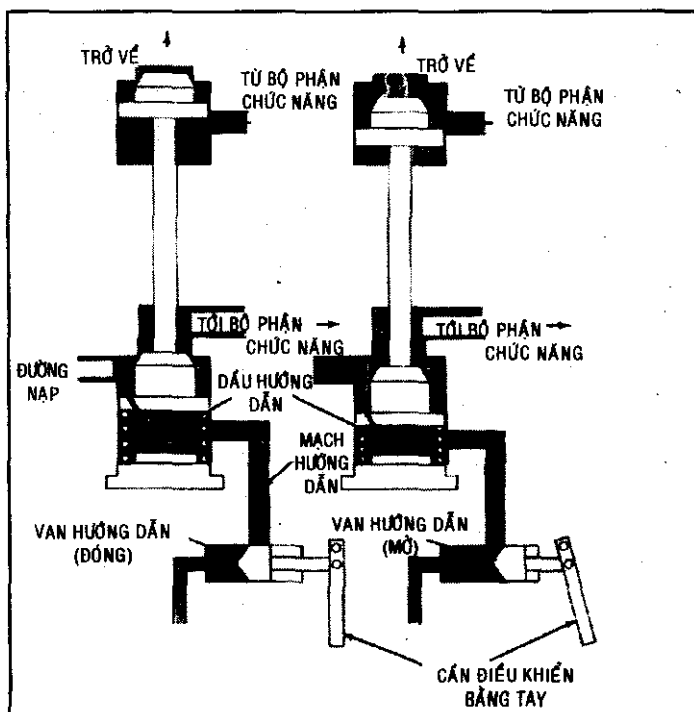 TRỞ VỀ
TỪ BỘ PHẬN
CHỨC NĂNG
TRỞ VỀ
TỪ BỘ PHẬN
CHỨC NĂNG
TỚI BỘ PHẬN
CHỨC NĂNG
TỚI BỘ PHẬN
CHỨC NĂNG
ĐƯỜNG
NẠP
DẦU HƯỚNG
DẪN
MẠCH
HƯỚNG
DẪN
VAN HƯỚNG DẪN
(ĐÓNG)
VAN HƯỚNG DẪN
(MỞ)
CẦN ĐIỀU KHIỂN
BẰNG TAY